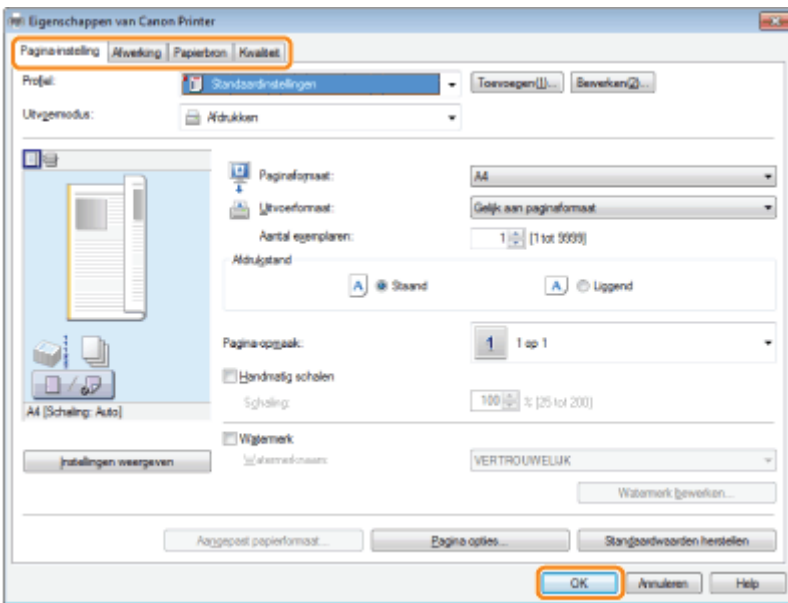 Eigenschappen van Canon Printer
Pagina-instelling Afwerking Papierbron Kwaliteit
Profiel: Standaardinstellingen Toevoegen(1)... Bewerken(2)...
Uitvoermodus: Afdrukken
Paginaformaat: A4
Uitvoerformaat: Gelijk aan paginaformaat
Aantal exemplaren: 1 [1 tot 9999]
Afdrukstand
A Staand A Liggend
Pagina-opmaak: 1 1 op 1
Handmatig schalen
Schaling: 100 % [25 tot 200]
A4 [Schaling: Auto]
Watermerk
Watermerknaam: VERTROUWELIJK
Instellingen weergeven
Watermerk bewerken...
Aangepast papierformaat... Pagina opties... Standaardwaarden herstellen
OK Annuleren Help